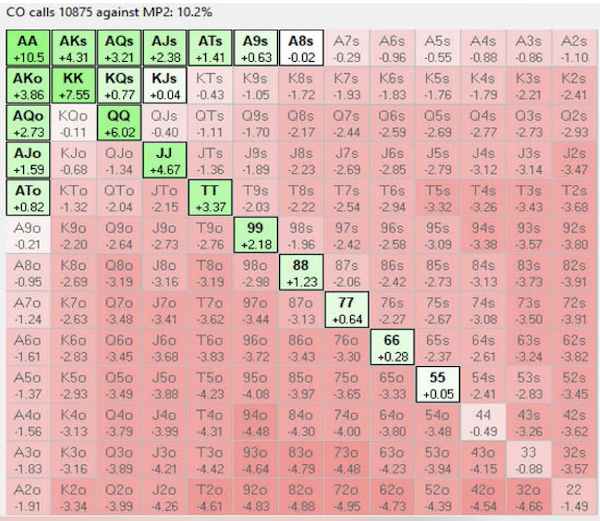 CO calls 10875 against MP2: 10.2%
AA AKs AQs AJs ATs A9s A8s A7s A6s A5s A4s A3s A2s
+10.5 +4.31 +3.21 +2.38 +1.41 +0.63 -0.02 -0.29 -0.96 -0.55 -0.88 -0.86 -1.10
AKo KK KQs KJs KTs K9s K8s K7s K6s K5s K4s K3s K2s
+3.86 +7.55 +0.77 +0.04 -0.43 -1.18 -1.72 -1.93 -1.83 -1.76 -1.79 -2.21 -2.41
AQo KQo QQ QJs QTs Q9s Q8s Q7s Q6s Q5s Q4s Q3s Q2s
+2.73 -0.11 +6.02 -0.40 -1.11 -1.70 -2.17 -2.44 -2.59 -2.69 -2.77 -2.73 -2.93
AJo KJo QJo JJ JTs J9s J8s J7s J6s J5s J4s J3s J2s
+1.59 -0.68 -1.34 +4.67 -1.36 -1.89 -2.23 -2.69 -2.85 -2.79 -3.12 -3.14 -3.47
ATo KTo QTo JTo TT T9s T8s T7s T6s T5s T4s T3s T2s
+0.82 -1.32 -2.04 -2.15 +3.37 -2.03 -2.22 -2.54 -2.94 -3.32 -3.26 -3.43 -3.68
A9o K9o Q9o J9o T9o 99 98s 97s 96s 95s 94s 93s 92s
-0.21 -2.20 -2.64 -2.73 -2.76 +2.18 -1.96 -2.42 -2.58 -3.09 -3.38 -3.57 -3.80
A8o K8o Q8o J8o T8o 98o 88 87s 86s 85s 84s 83s 82s
-0.95 -2.69 -3.19 -3.16 -3.19 -2.98 +1.23 -2.06 -2.42 -2.73 -3.13 -3.73 -3.91
A7o K7o Q7o J7o T7o 97o 87o 77 76s 75s 74s 73s 72s
-1.24 -2.63 -3.48 -3.41 -3.62 -3.44 -3.13 +0.64 -2.27 -2.67 -3.08 -3.50 -3.91
A6o K6o Q6o J6o T6o 96o 86o 76o 66 65s 64s 63s 62s
-1.61 -2.83 -3.45 -3.68 -3.83 -3.72 -3.43 -3.30 +0.28 -2.37 -2.61 -3.24 -3.82
A5o K5o Q5o J5o T5o 95o 85o 75o 65o 55 54s 53s 52s
-1.37 -2.93 -3.49 -3.88 -4.23 -4.08 -3.97 -3.65 -3.33 +0.05 -2.41 -2.83 -3.45
A4o K4o Q4o J4o T4o 94o 84o 74o 64o 54o 44 43s 42s
-1.56 -3.13 -3.79 -3.99 -4.31 -4.48 -4.30 -4.00 -3.80 -3.48 -0.49 -3.26 -3.62
A3o K3o Q3o J3o T3o 93o 83o 73o 63o 53o 43o 33 32s
-1.83 -3.16 -3.89 -4.21 -4.42 -4.64 -4.79 -4.48 -4.23 -3.94 -4.15 -0.88 -3.57
A2o K2o Q2o J2o T2o 92o 82o 72o 62o 52o 42o 32o 22
-1.91 -3.34 -3.99 -4.26 -4.61 -4.83 -4.88 -4.95 -4.73 -4.39 -4.54 -4.66 -1.49